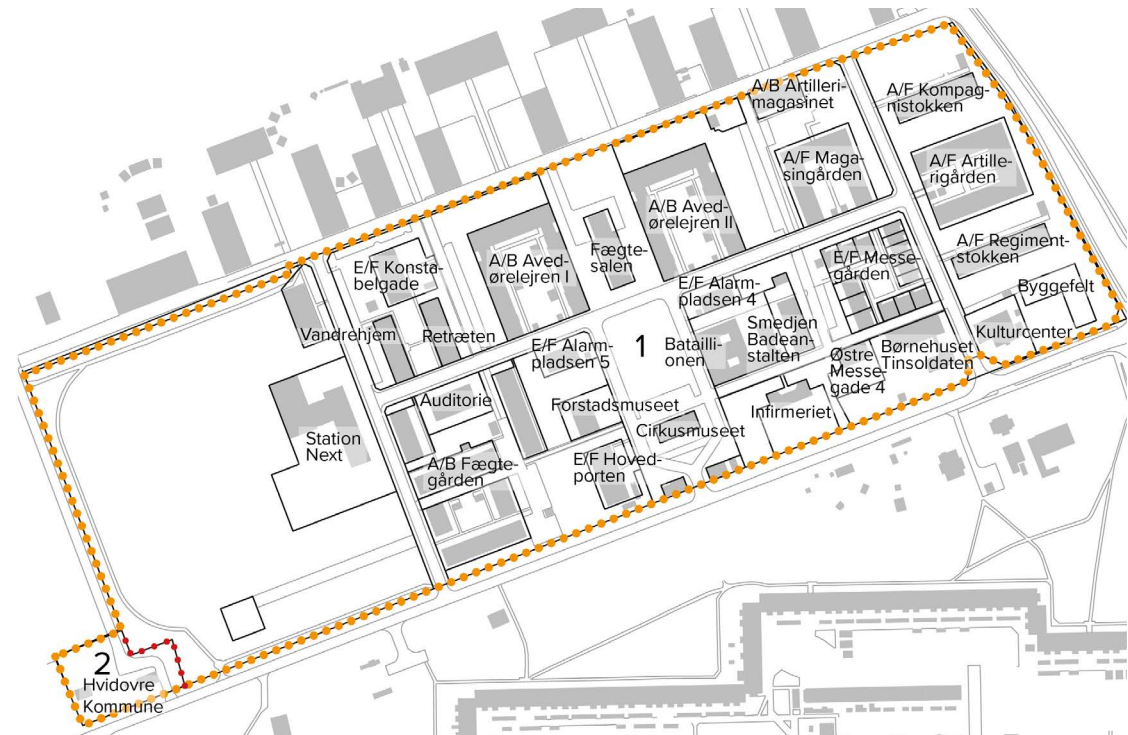 A/B Artilleri-
magasinet
A/F Kompag-
nistokken
A/F Maga-
singården
A/F Artille-
rigården
A/B Aved-
ørelejren II
A/F Regiment-
stokken
E/F Messe-
gården
Fægte-
salen
A/B Aved-
ørelejren I
E/F Konsta-
belgade
Byggefelt
E/F Alarm-
pladsen 4
Vandrehjem
Retræten
E/F Alarm-
pladsen 5
1
Batailli-
onen
Smedjen
Badean-
stalten
Kulturcenter
Børnehuset
Tinsoldaten
Østre
Messe-
gade 4
Auditorie
Forstadsmuseet
Infirmeriet
Cirkusmuseet
Station
Next
A/B Fægte-
gården
E/F Hoved-
porten
2
Hvidovre
Kommune